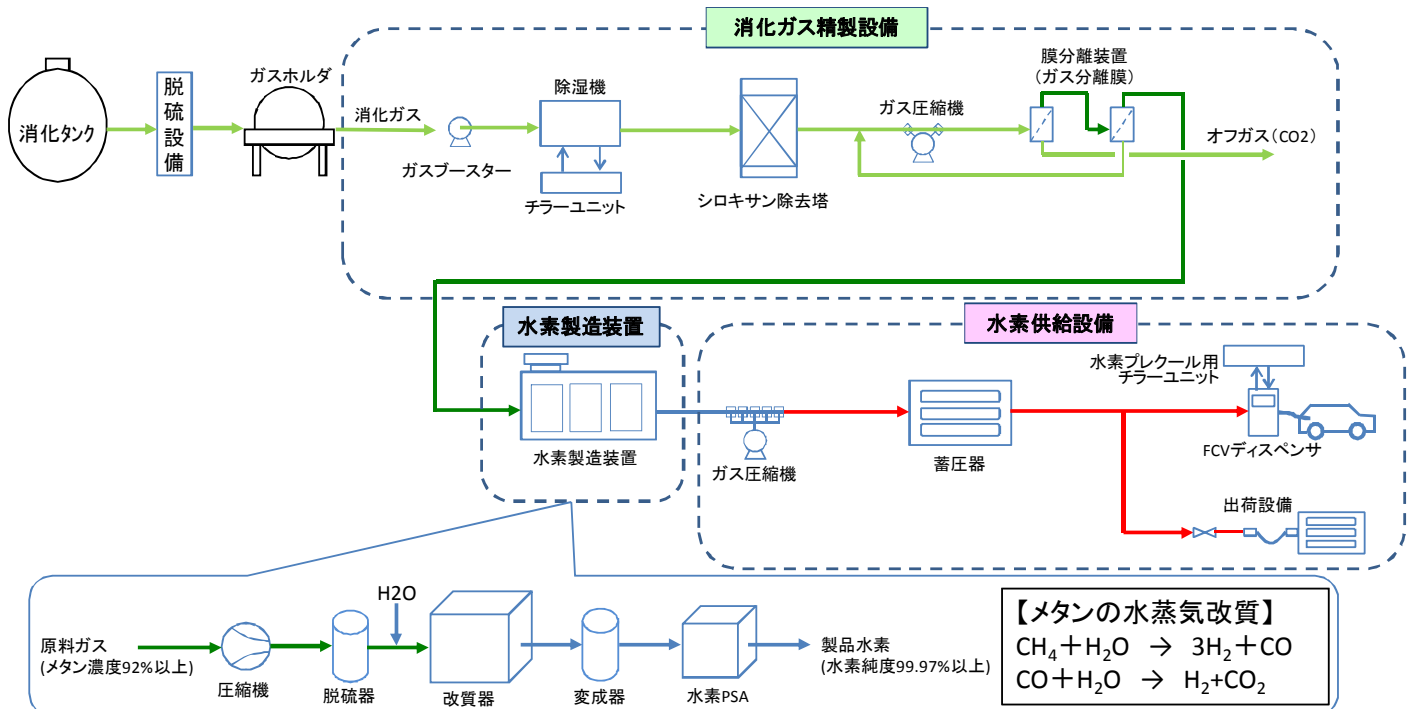 消化ガス精製設備
消化タンク
脱硫設備
ガスホルダ
消化ガス
ガスブースター
除湿機
チラーユニット
シロキサン除去塔
ガス圧縮機
膜分離装置
(ガス分離膜)
オフガス(CO2)
水素製造装置
水素製造装置
水素供給設備
ガス圧縮機
蓄圧器
水素プレクール用
チラーユニット
FCVディスペンサ
出荷設備
原料ガス
(メタン濃度92%以上)
圧縮機
脱硫器
H2O
改質器
変成器
水素PSA
製品水素
(水素純度99.97%以上)
【メタンの水蒸気改質】
CH₄+H₂O → 3H₂+CO
CO+H₂O → H₂+CO₂